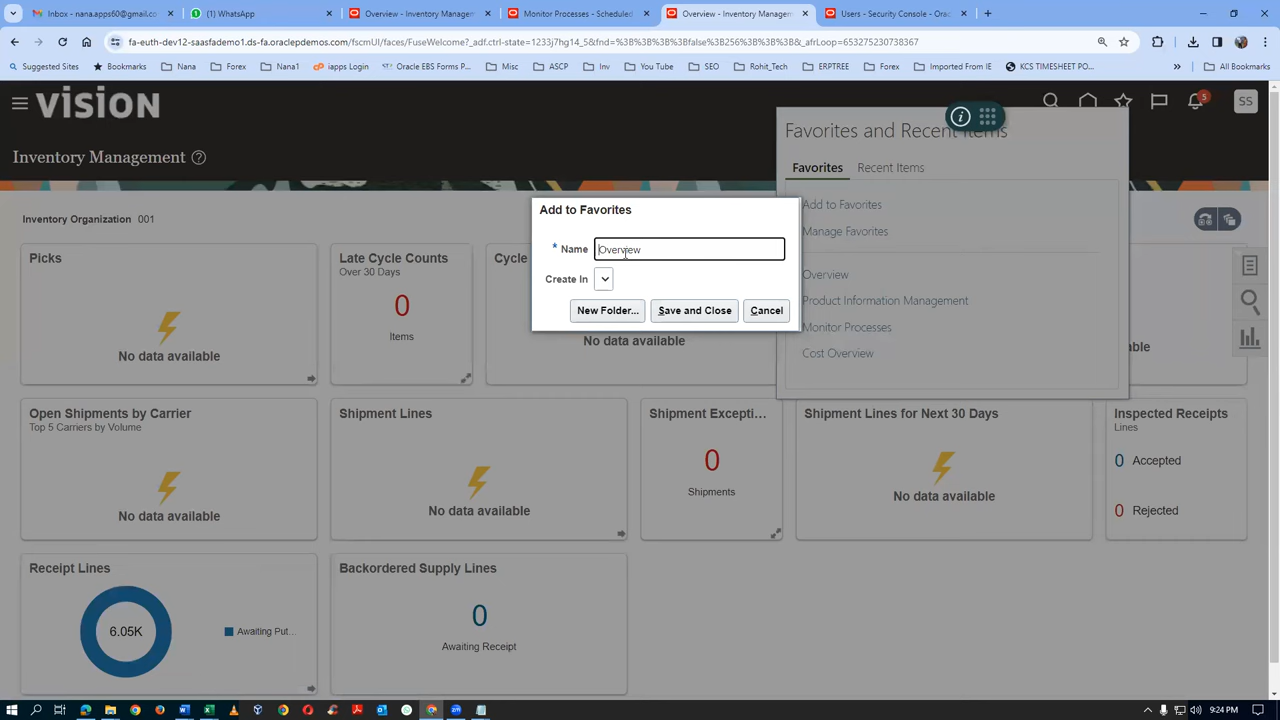 Inbox - nana.apps60@gmail.co
WhatsApp
Overview - Inventory Managem
Monitor Processes - Scheduled
Overview - Inventory Managem
Users - Security Console - Orac
fa-euth-dev12-saasfademo1.ds-fa.oraclepdemos.com/fscmUI/faces/FuseWelcome?_adf.ctrl-state=1233j7hg14_5&fnd=%3B%3B%3B%3Bfalse%3B256%3B%3B%3B&_afrLoop=653275230738367
Suggested Sites
Bookmarks
Nana
Forex
Nana1
iapps Login
Oracle EBS Forms P...
Misc
ASCP
Inv
You Tube
SEO
Rohit_Tech
ERPTREE
Forex
Imported From IE
KCS TIMESHEET PO...
»
All Bookmarks
VISION
5
SS
Inventory Management
Favorites and Recent Items
Favorites
Recent Items
Add to Favorites
Manage Favorites
Overview
Product Information Management
Monitor Processes
Cost Overview
Add to Favorites
* Name
Overview
Create In
New Folder...
Save and Close
Cancel
Inventory Organization 001
Picks
No data available
Late Cycle Counts
Over 30 Days
0
Items
Cycle
No data available
able
Open Shipments by Carrier
Top 5 Carriers by Volume
No data available
Shipment Lines
No data available
Shipment Excepti...
0
Shipments
Shipment Lines for Next 30 Days
No data available
Inspected Receipts
Lines
0 Accepted
0 Rejected
Receipt Lines
6.05K
Awaiting Put...
Backordered Supply Lines
0
Awaiting Receipt
9:24 PM